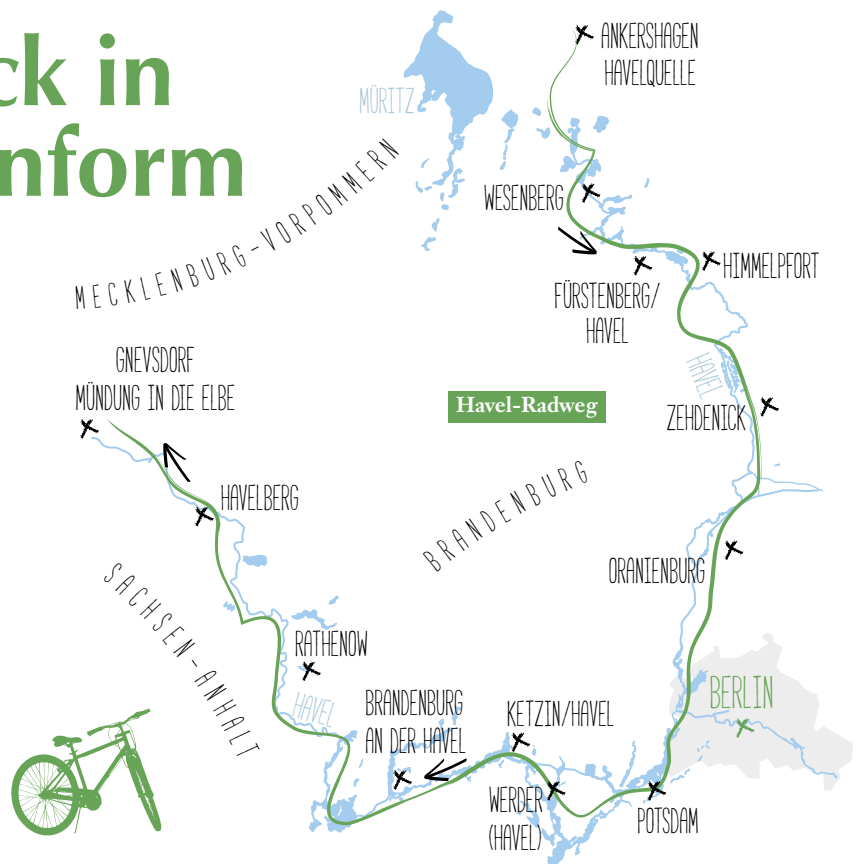 ck in
nform
ANKERSHAGEN
HAVELQUELLE
MÜRITZ
MECKLENBURG-VORPOMMERN
WESENBERG
HIMMELPFORT
FÜRSTENBERG/
HAVEL
GNEVSDORF
MÜNDUNG IN DIE ELBE
HAVEL
Havel-Radweg
ZEHDENICK
HAVELBERG
BRANDENBURG
ORANIENBURG
SACHSEN-ANHALT
RATHENOW
BERLIN
HAVEL
BRANDENBURG
AN DER HAVEL
KETZIN/HAVEL
WERDER
(HAVEL)
POTSDAM